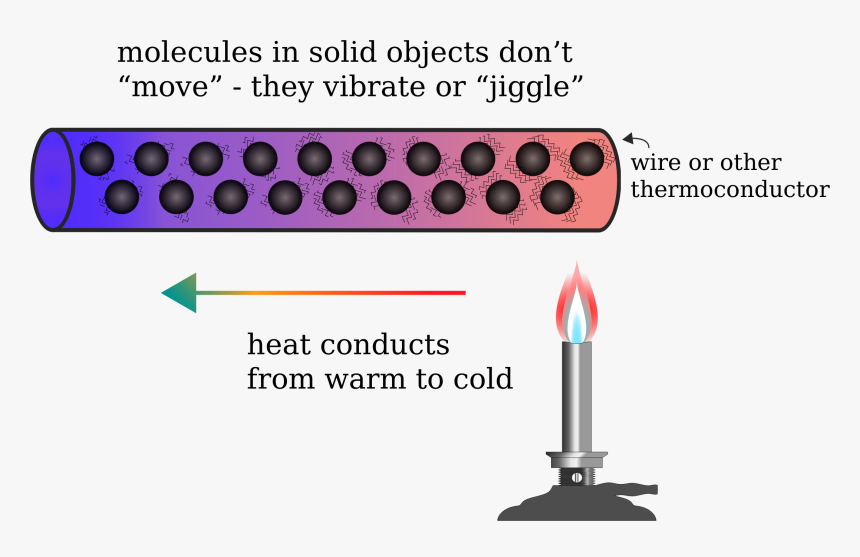 molecules in solid objects don’t
“move” - they vibrate or “jiggle”
wire or other
thermoconductor
heat conducts
from warm to cold